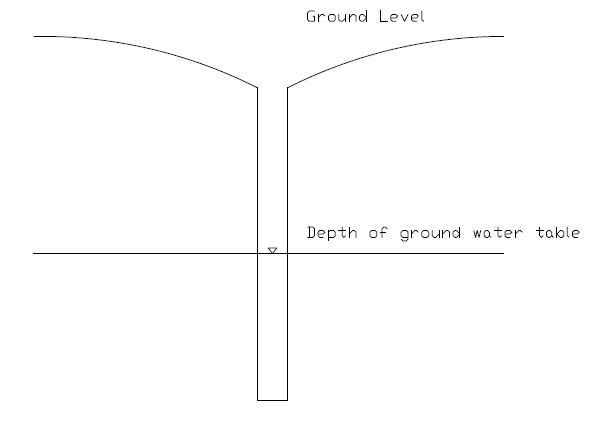 Ground Level
Depth of ground water table